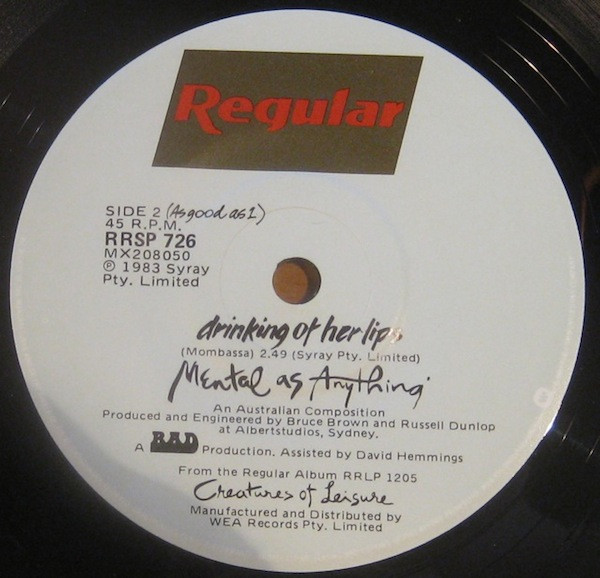 Regular
SIDE 2 (As good as 1)
45 R.P.M.
RRSP 726
MX208050
℗ 1983 Syray
Pty. Limited
drinking of her lips
(Mombassa) 2.49 (Syray Pty. Limited)
Mental as Anything
An Australian Composition
Produced and Engineered by Bruce Brown and Russell Dunlop
at Albertstudios, Sydney.
A BAD Production. Assisted by David Hemmings
From the Regular Album RRLP 1205
Creatures of Leisure
Manufactured and Distributed by
WEA Records Pty. Limited